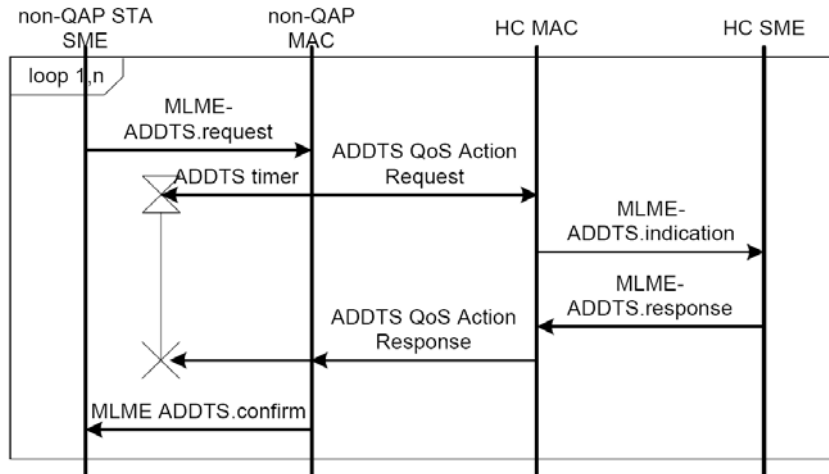 non-QAP STA
SME
non-QAP
MAC
HC MAC
HC SME
loop 1,n
MLME-
ADDTS.request
ADDTS timer
ADDTS QoS Action
Request
MLME-
ADDTS.indication
MLME-
ADDTS.response
ADDTS QoS Action
Response
MLME ADDTS.confirm